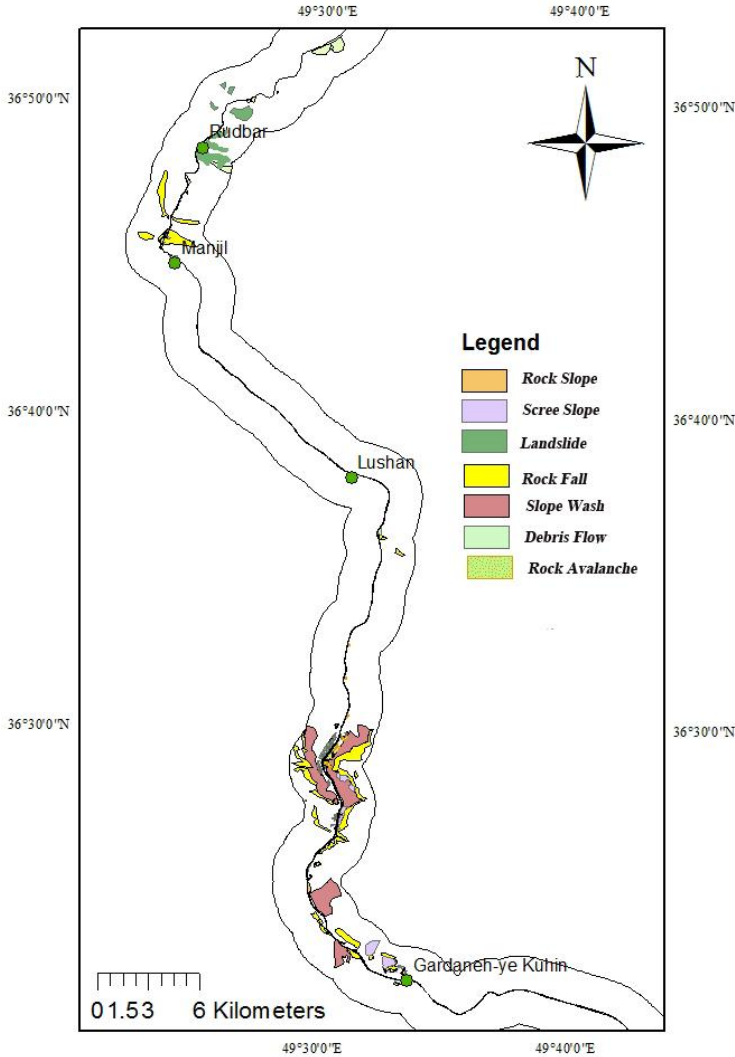 49°30'0"E 49°40'0"E
36°50'0"N 36°50'0"N
N
Rudbar
Manjil
36°40'0"N 36°40'0"N
Lushan
Legend
Rock Slope
Scree Slope
Landslide
Rock Fall
Slope Wash
Debris Flow
Rock Avalanche
36°30'0"N 36°30'0"N
Gardaneh-ye Kuhin
01.53 6 Kilometers
49°30'0"E 49°40'0"E